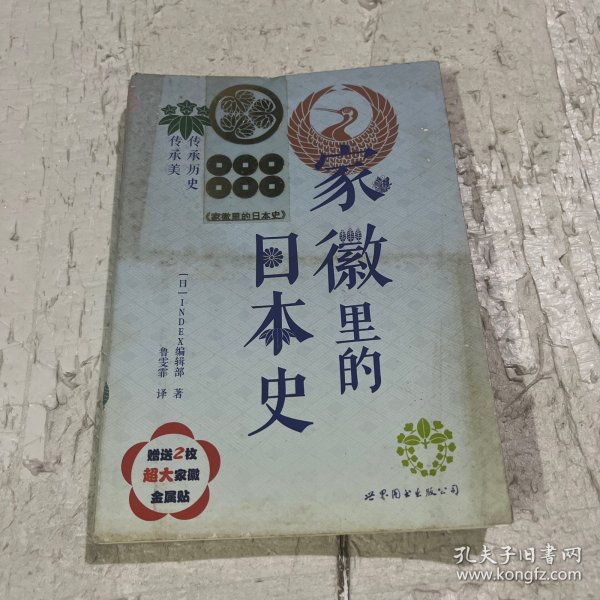 传承历史
传承美
《家徽里的日本史》
家徽里的
日本史
[日] INDEX编辑部 著
鲁雯霏 译
赠送2枚
超大家徽
金属贴
世界图书出版公司
孔夫子旧书网
www.kongfz.com